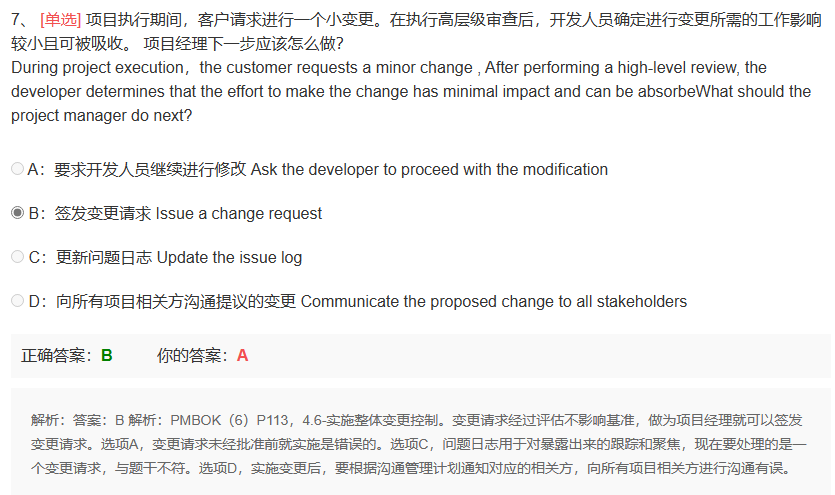 7、 [单选] 项目执行期间，客户请求进行一个小变更。在执行高层级审查后，开发人员确定进行变更所需的工作影响
较小且可被吸收。 项目经理下一步应该怎么做?
During project execution，the customer requests a minor change , After performing a high-level review, the
developer determines that the effort to make the change has minimal impact and can be absorbeWhat should the
project manager do next?
A：要求开发人员继续进行修改 Ask the developer to proceed with the modification
B：签发变更请求 Issue a change request
C：更新问题日志 Update the issue log
D：向所有项目相关方沟通提议的变更 Communicate the proposed change to all stakeholders
正确答案：B 你的答案：A
解析：答案：B 解析：PMBOK（6）P113，4.6-实施整体变更控制。变更请求经过评估不影响基准，做为项目经理就可以签发
变更请求。选项A，变更请求未经批准前就实施是错误的。选项C，问题日志用于对暴露出来的跟踪和聚焦，现在要处理的是一
个变更请求，与题干不符。选项D，实施变更后，要根据沟通管理计划通知对应的相关方，向所有项目相关方进行沟通有误。